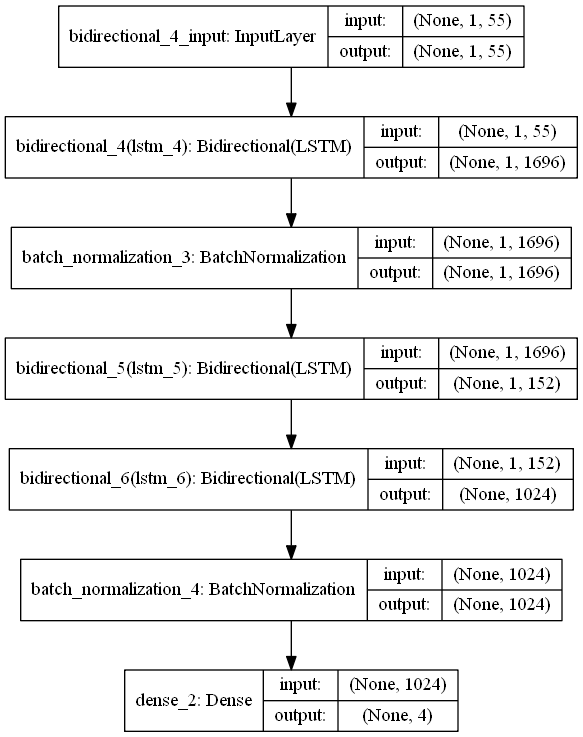 bidirectional_4_input: InputLayer
input: (None, 1, 55)
output: (None, 1, 55)
bidirectional_4(lstm_4): Bidirectional(LSTM)
input: (None, 1, 55)
output: (None, 1, 1696)
batch_normalization_3: BatchNormalization
input: (None, 1, 1696)
output: (None, 1, 1696)
bidirectional_5(lstm_5): Bidirectional(LSTM)
input: (None, 1, 1696)
output: (None, 1, 152)
bidirectional_6(lstm_6): Bidirectional(LSTM)
input: (None, 1, 152)
output: (None, 1024)
batch_normalization_4: BatchNormalization
input: (None, 1024)
output: (None, 1024)
dense_2: Dense
input: (None, 1024)
output: (None, 4)